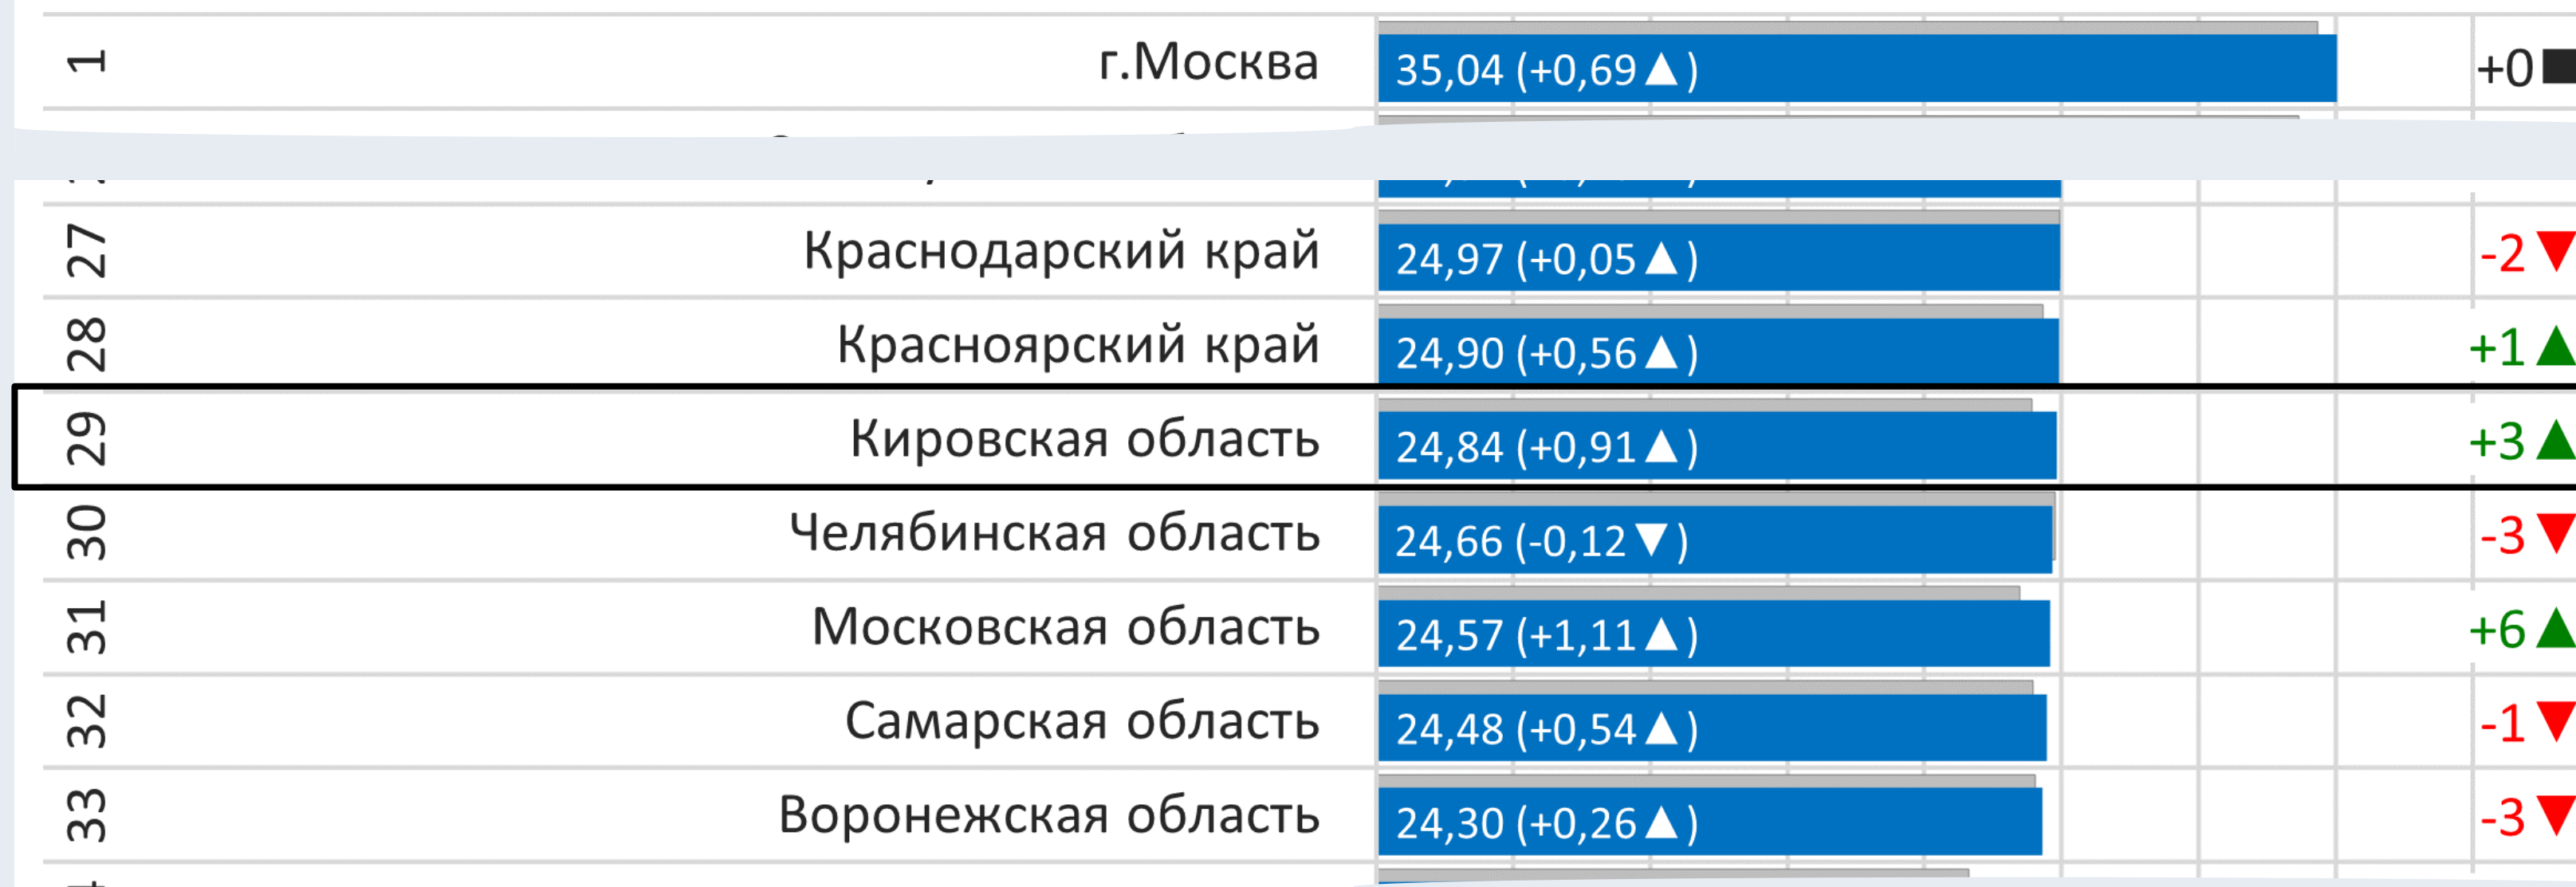 1 г.Москва 35,04 (+0,69▲) +0■
27 Краснодарский край 24,97 (+0,05▲) -2▼
28 Красноярский край 24,90 (+0,56▲) +1▲
29 Кировская область 24,84 (+0,91▲) +3▲
30 Челябинская область 24,66 (-0,12▼) -3▼
31 Московская область 24,57 (+1,11▲) +6▲
32 Самарская область 24,48 (+0,54▲) -1▼
33 Воронежская область 24,30 (+0,26▲) -3▼